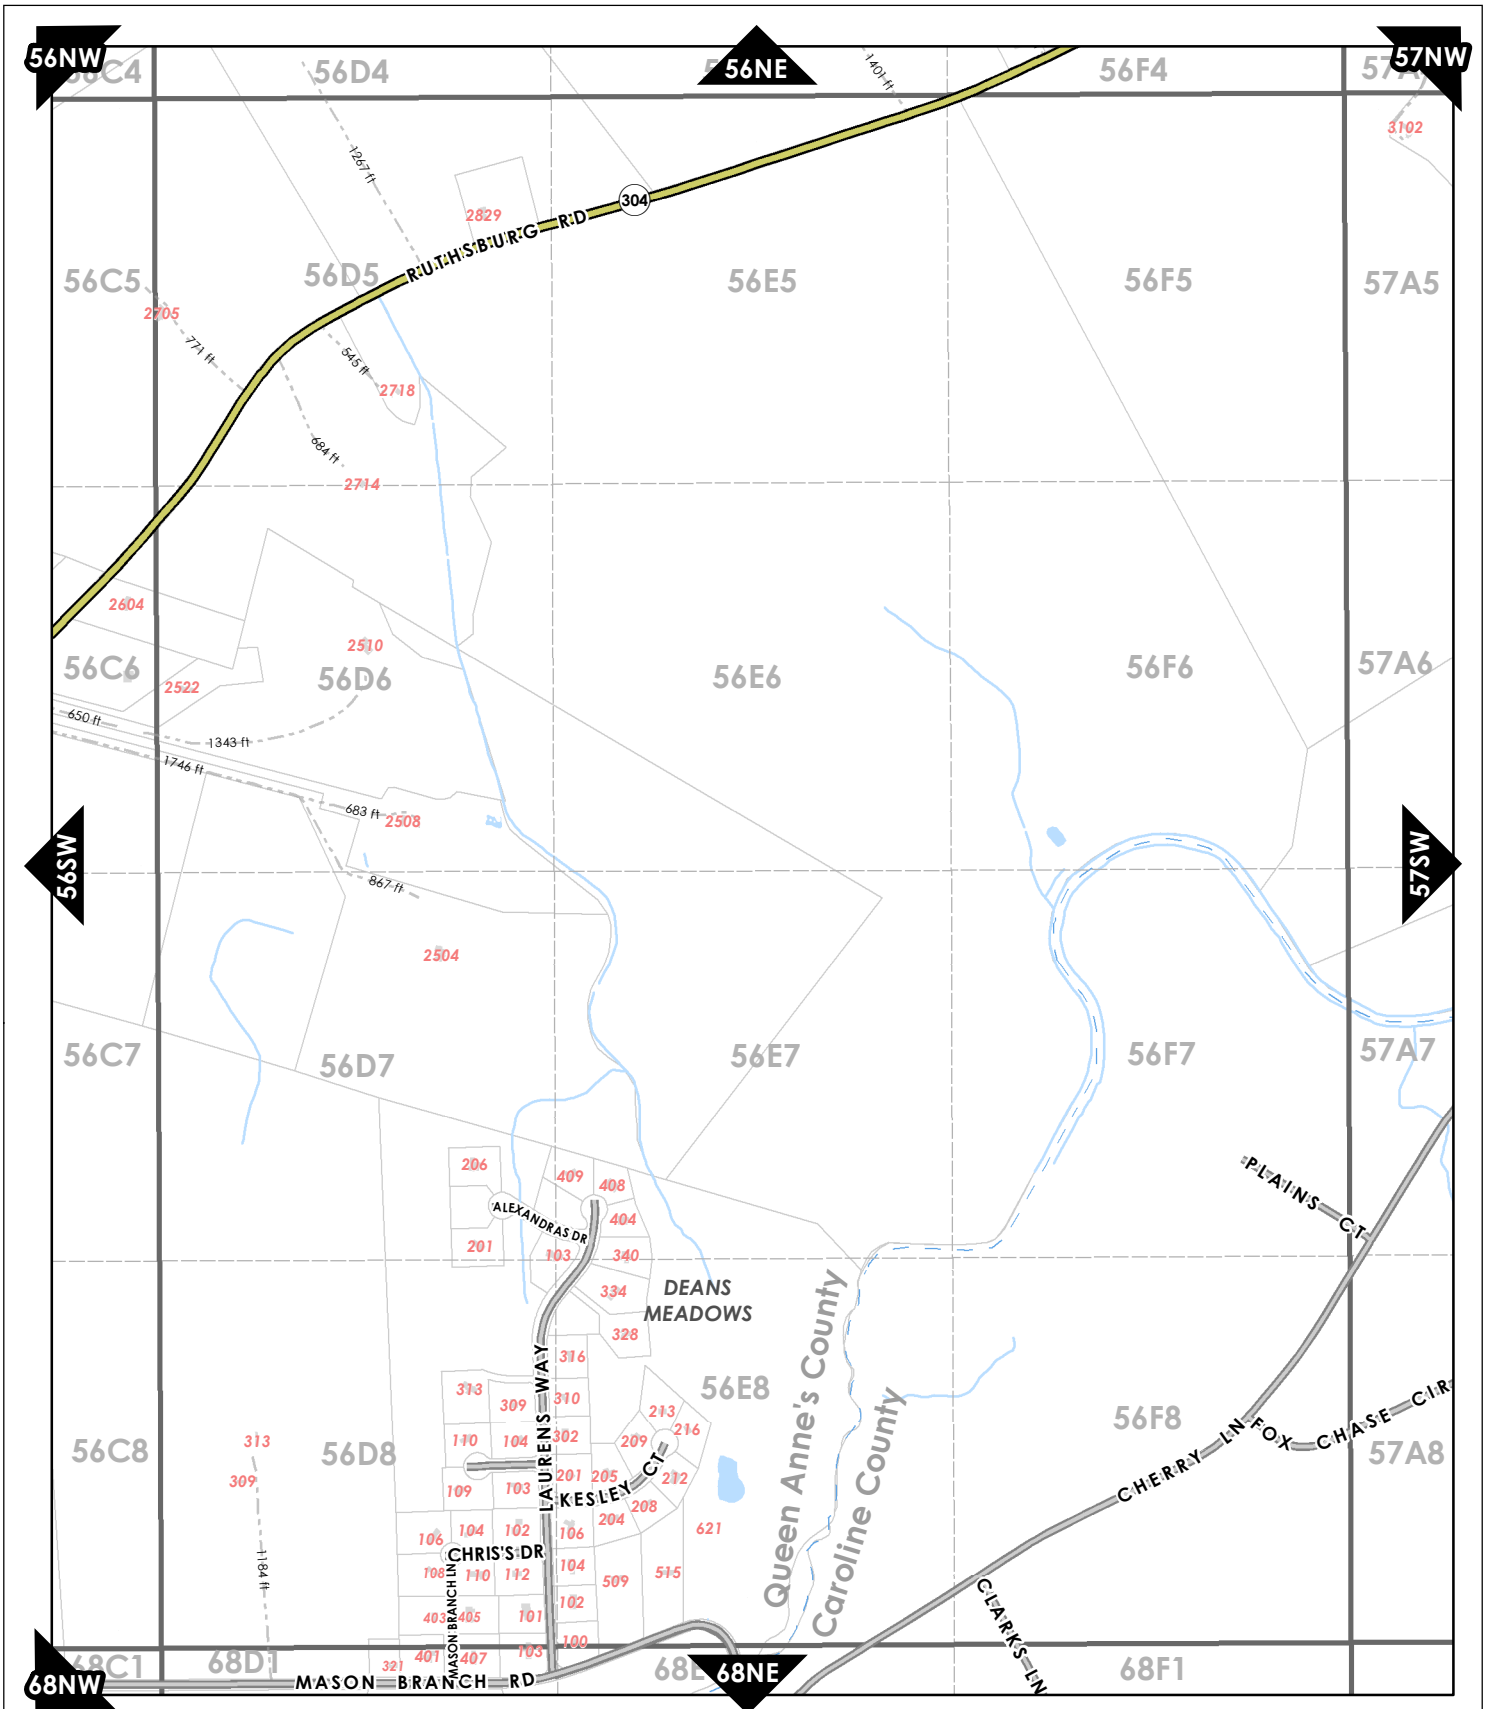 56NW
56NE
57NW
56D4
56F4
1401 ft
3102
1267 ft
2829
304
RUTHSBURG RD
56C5
56D5
56E5
56F5
57A5
2705
771 ft
545 ft
2718
684 ft
2714
2604
2510
56C6
2522
56D6
56E6
56F6
57A6
650 ft
1343 ft
1746 ft
683 ft
2508
56SW
57SW
867 ft
2504
56C7
56D7
56E7
56F7
57A7
206
409
408
PLAINS CT
ALEXANDRAS DR
404
201
103
340
334
DEANS
MEADOWS
328
316
Queen Anne's County
Caroline County
LAURENS WAY
313
309
310
56E8
213
216
56C8
313
56D8
110
104
302
209
56F8
FOX CHASE CIR
57A8
309
109
103
201
205
212
KESLEY CT
CHERRY LN
208
204
106
104
102
106
621
CHRIS'S DR
1184 ft
108
110
112
104
509
515
MASON BRANCH LN
403
405
101
102
CLARKS LN
100
68C1
68D1
321
401
407
103
68F1
68NW
MASON BRANCH RD
68NE